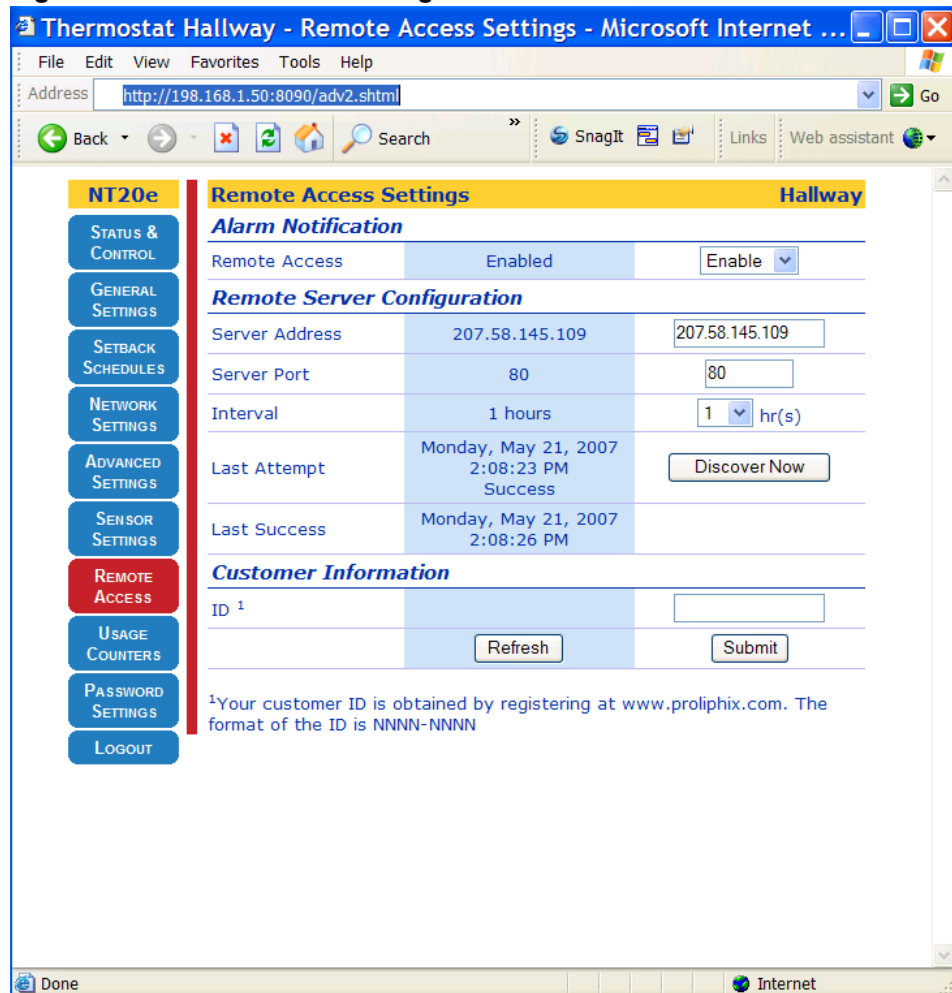 Thermostat Hallway - Remote Access Settings - Microsoft Internet ...
File Edit View Favorites Tools Help
Address http://198.168.1.50:8090/adv2.shtml Go
Back Search » SnagIt Links Web assistant
NT20e
STATUS & CONTROL
GENERAL SETTINGS
SETBACK SCHEDULES
NETWORK SETTINGS
ADVANCED SETTINGS
SENSOR SETTINGS
REMOTE ACCESS
USAGE COUNTERS
PASSWORD SETTINGS
LOGOUT
Remote Access Settings Hallway
Alarm Notification
Remote Access Enabled Enable
Remote Server Configuration
Server Address 207.58.145.109 207.58.145.109
Server Port 80 80
Interval 1 hours 1 hr(s)
Last Attempt Monday, May 21, 2007 2:08:23 PM Success Discover Now
Last Success Monday, May 21, 2007 2:08:26 PM
Customer Information
ID 1
Refresh Submit
1Your customer ID is obtained by registering at www.proliphix.com. The
format of the ID is NNNN-NNNN
Done Internet